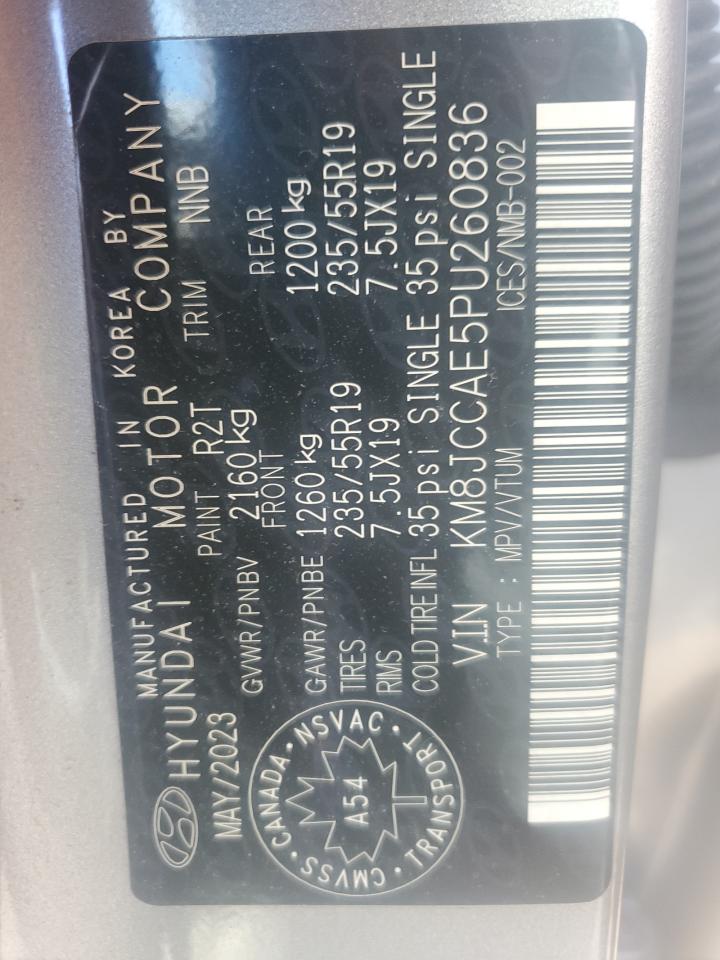 MANUFACTURED IN KOREA BY
HYUNDAI MOTOR COMPANY
MAY/2023 PAINT R2T TRIM NNB
GVWR/PNBV 2160 kg
FRONT REAR
GAWR/PNBE 1260 kg 1200 kg
TIRES 235/55R19 235/55R19
RIMS 7.5JX19 7.5JX19
COLD TIRE INFL 35 psi SINGLE 35 psi SINGLE
VIN KM8JCCAE5PU260836
TYPE : MPV/VTUM ICES/NMB-002
CMVSS · CANADA · NSVAC · TRANSPORT ·
A54